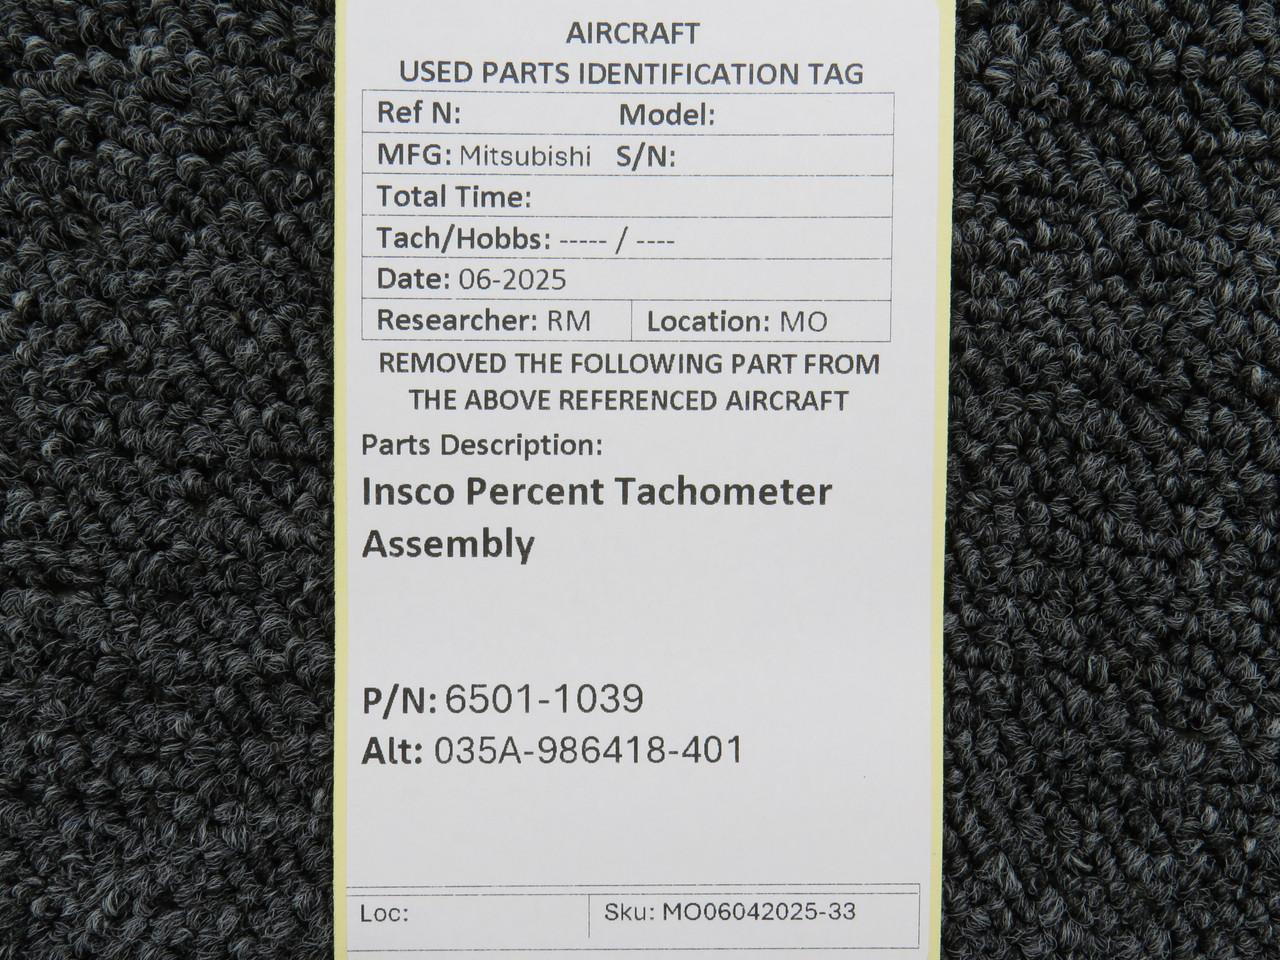 AIRCRAFT
USED PARTS IDENTIFICATION TAG
Ref N: Model:
MFG: Mitsubishi S/N:
Total Time:
Tach/Hobbs: ----- / ----
Date: 06-2025
Researcher: RM Location: MO
REMOVED THE FOLLOWING PART FROM
THE ABOVE REFERENCED AIRCRAFT
Parts Description:
Insco Percent Tachometer
Assembly
P/N: 6501-1039
Alt: 035A-986418-401
Loc: Sku: MO06042025-33